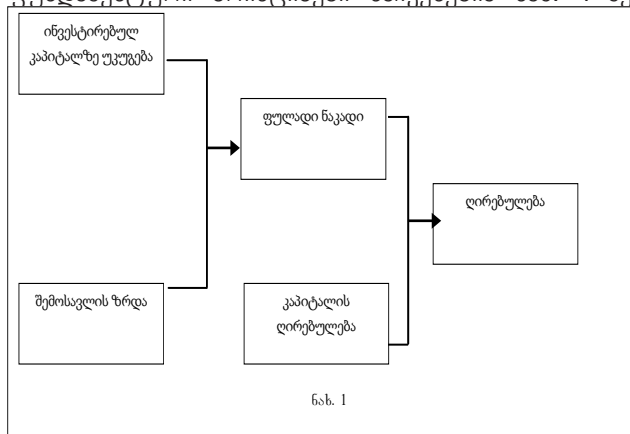 ინვესტირებულ
კაპიტალზე უკუგება
ფულადი ნაკადი
ღირებულება
შემოსავლის ზრდა
კაპიტალის
ღირებულება
ნახ. 1